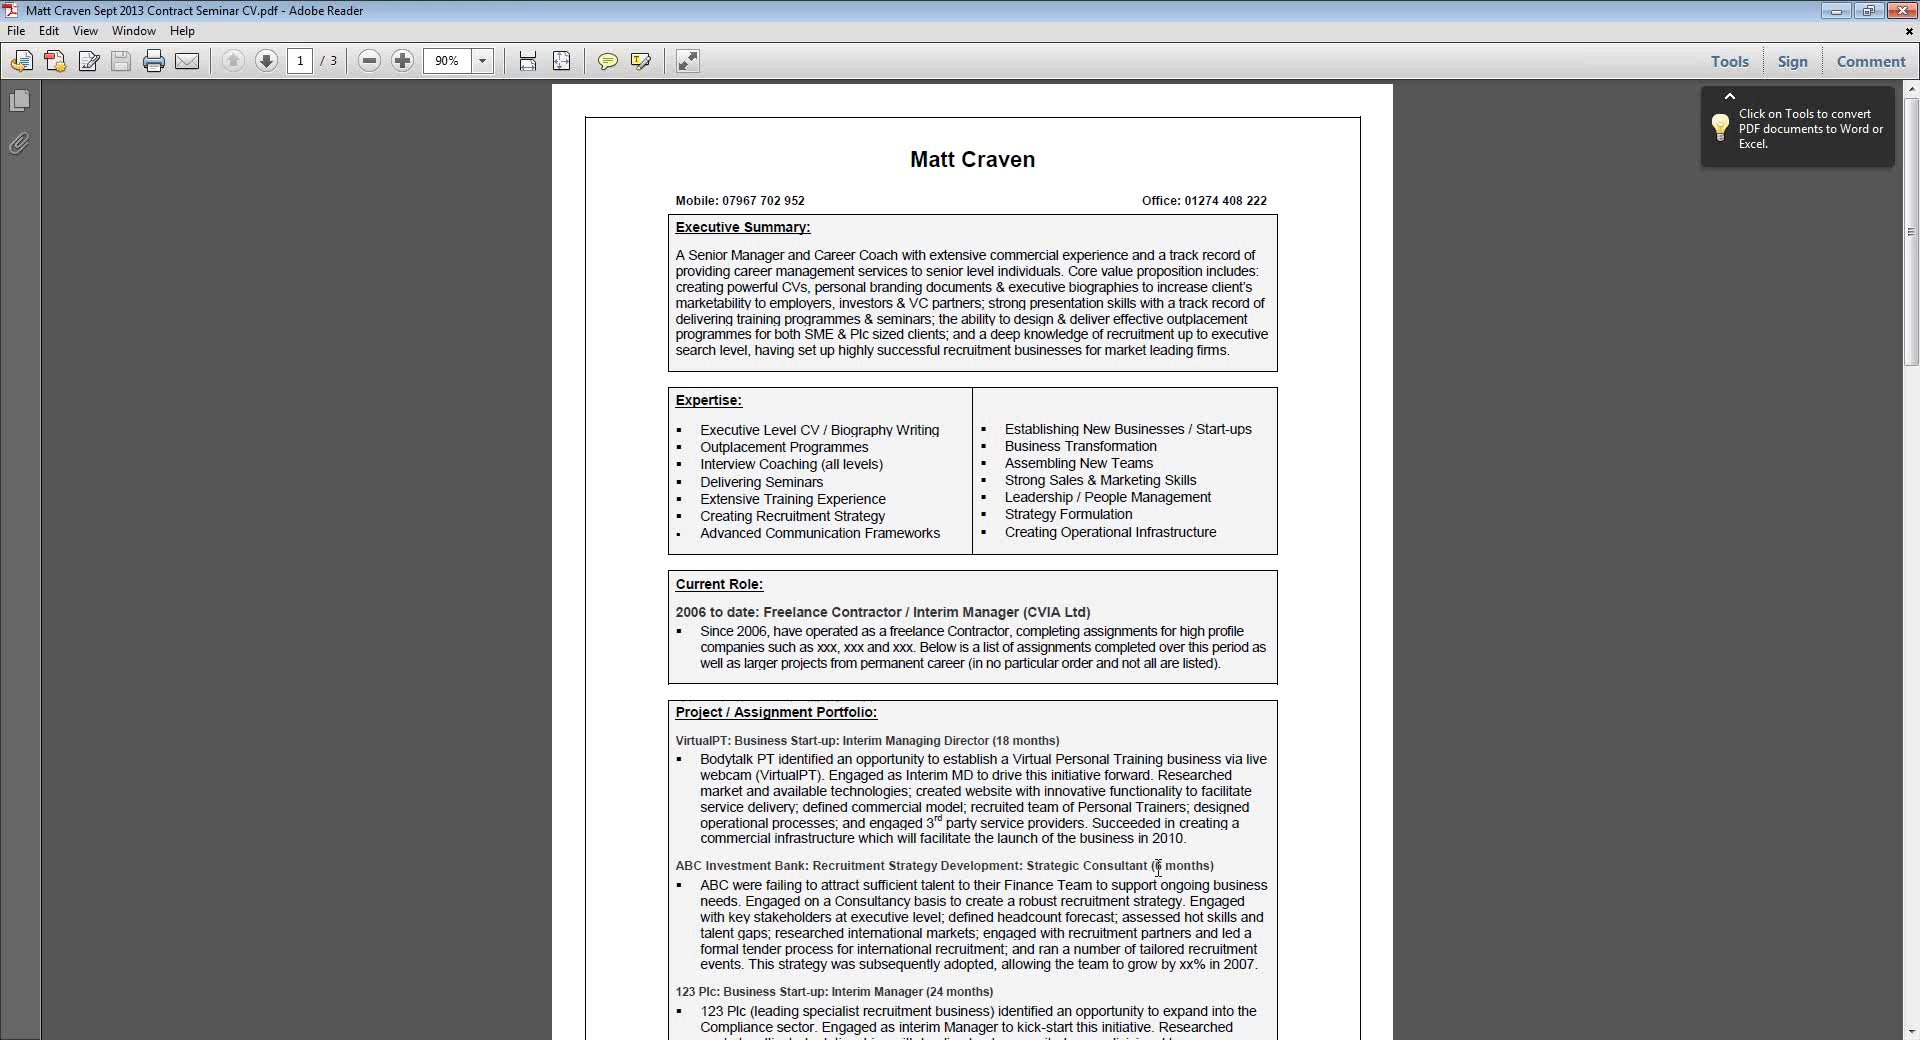 Matt Craven Sept 2013 Contract Seminar CV.pdf - Adobe Reader
File Edit View Window Help
1 / 3 90% Tools Sign Comment
Click on Tools to convert
PDF documents to Word or
Excel.
Matt Craven
Mobile: 07967 702 952 Office: 01274 408 222
Executive Summary:
A Senior Manager and Career Coach with extensive commercial experience and a track record of
providing career management services to senior level individuals. Core value proposition includes:
creating powerful CVs, personal branding documents & executive biographies to increase client's
marketability to employers, investors & VC partners; strong presentation skills with a track record of
delivering training programmes & seminars; the ability to design & deliver effective outplacement
programmes for both SME & Plc sized clients; and a deep knowledge of recruitment up to executive
search level, having set up highly successful recruitment businesses for market leading firms.
Expertise:
▪ Executive Level CV / Biography Writing
▪ Outplacement Programmes
▪ Interview Coaching (all levels)
▪ Delivering Seminars
▪ Extensive Training Experience
▪ Creating Recruitment Strategy
▪ Advanced Communication Frameworks
▪ Establishing New Businesses / Start-ups
▪ Business Transformation
▪ Assembling New Teams
▪ Strong Sales & Marketing Skills
▪ Leadership / People Management
▪ Strategy Formulation
▪ Creating Operational Infrastructure
Current Role:
2006 to date: Freelance Contractor / Interim Manager (CVIA Ltd)
▪ Since 2006, have operated as a freelance Contractor, completing assignments for high profile
companies such as xxx, xxx and xxx. Below is a list of assignments completed over this period as
well as larger projects from permanent career (in no particular order and not all are listed).
Project / Assignment Portfolio:
VirtualPT: Business Start-up: Interim Managing Director (18 months)
▪ Bodytalk PT identified an opportunity to establish a Virtual Personal Training business via live
webcam (VirtualPT). Engaged as Interim MD to drive this initiative forward. Researched
market and available technologies; created website with innovative functionality to facilitate
service delivery; defined commercial model; recruited team of Personal Trainers; designed
operational processes; and engaged 3rd party service providers. Succeeded in creating a
commercial infrastructure which will facilitate the launch of the business in 2010.
ABC Investment Bank: Recruitment Strategy Development: Strategic Consultant (6 months)
▪ ABC were failing to attract sufficient talent to their Finance Team to support ongoing business
needs. Engaged on a Consultancy basis to create a robust recruitment strategy. Engaged
with key stakeholders at executive level; defined headcount forecast; assessed hot skills and
talent gaps; researched international markets; engaged with recruitment partners and led a
formal tender process for international recruitment; and ran a number of tailored recruitment
events. This strategy was subsequently adopted, allowing the team to grow by xx% in 2007.
123 Plc: Business Start-up: Interim Manager (24 months)
▪ 123 Plc (leading specialist recruitment business) identified an opportunity to expand into the
Compliance sector. Engaged as interim Manager to kick-start this initiative. Researched